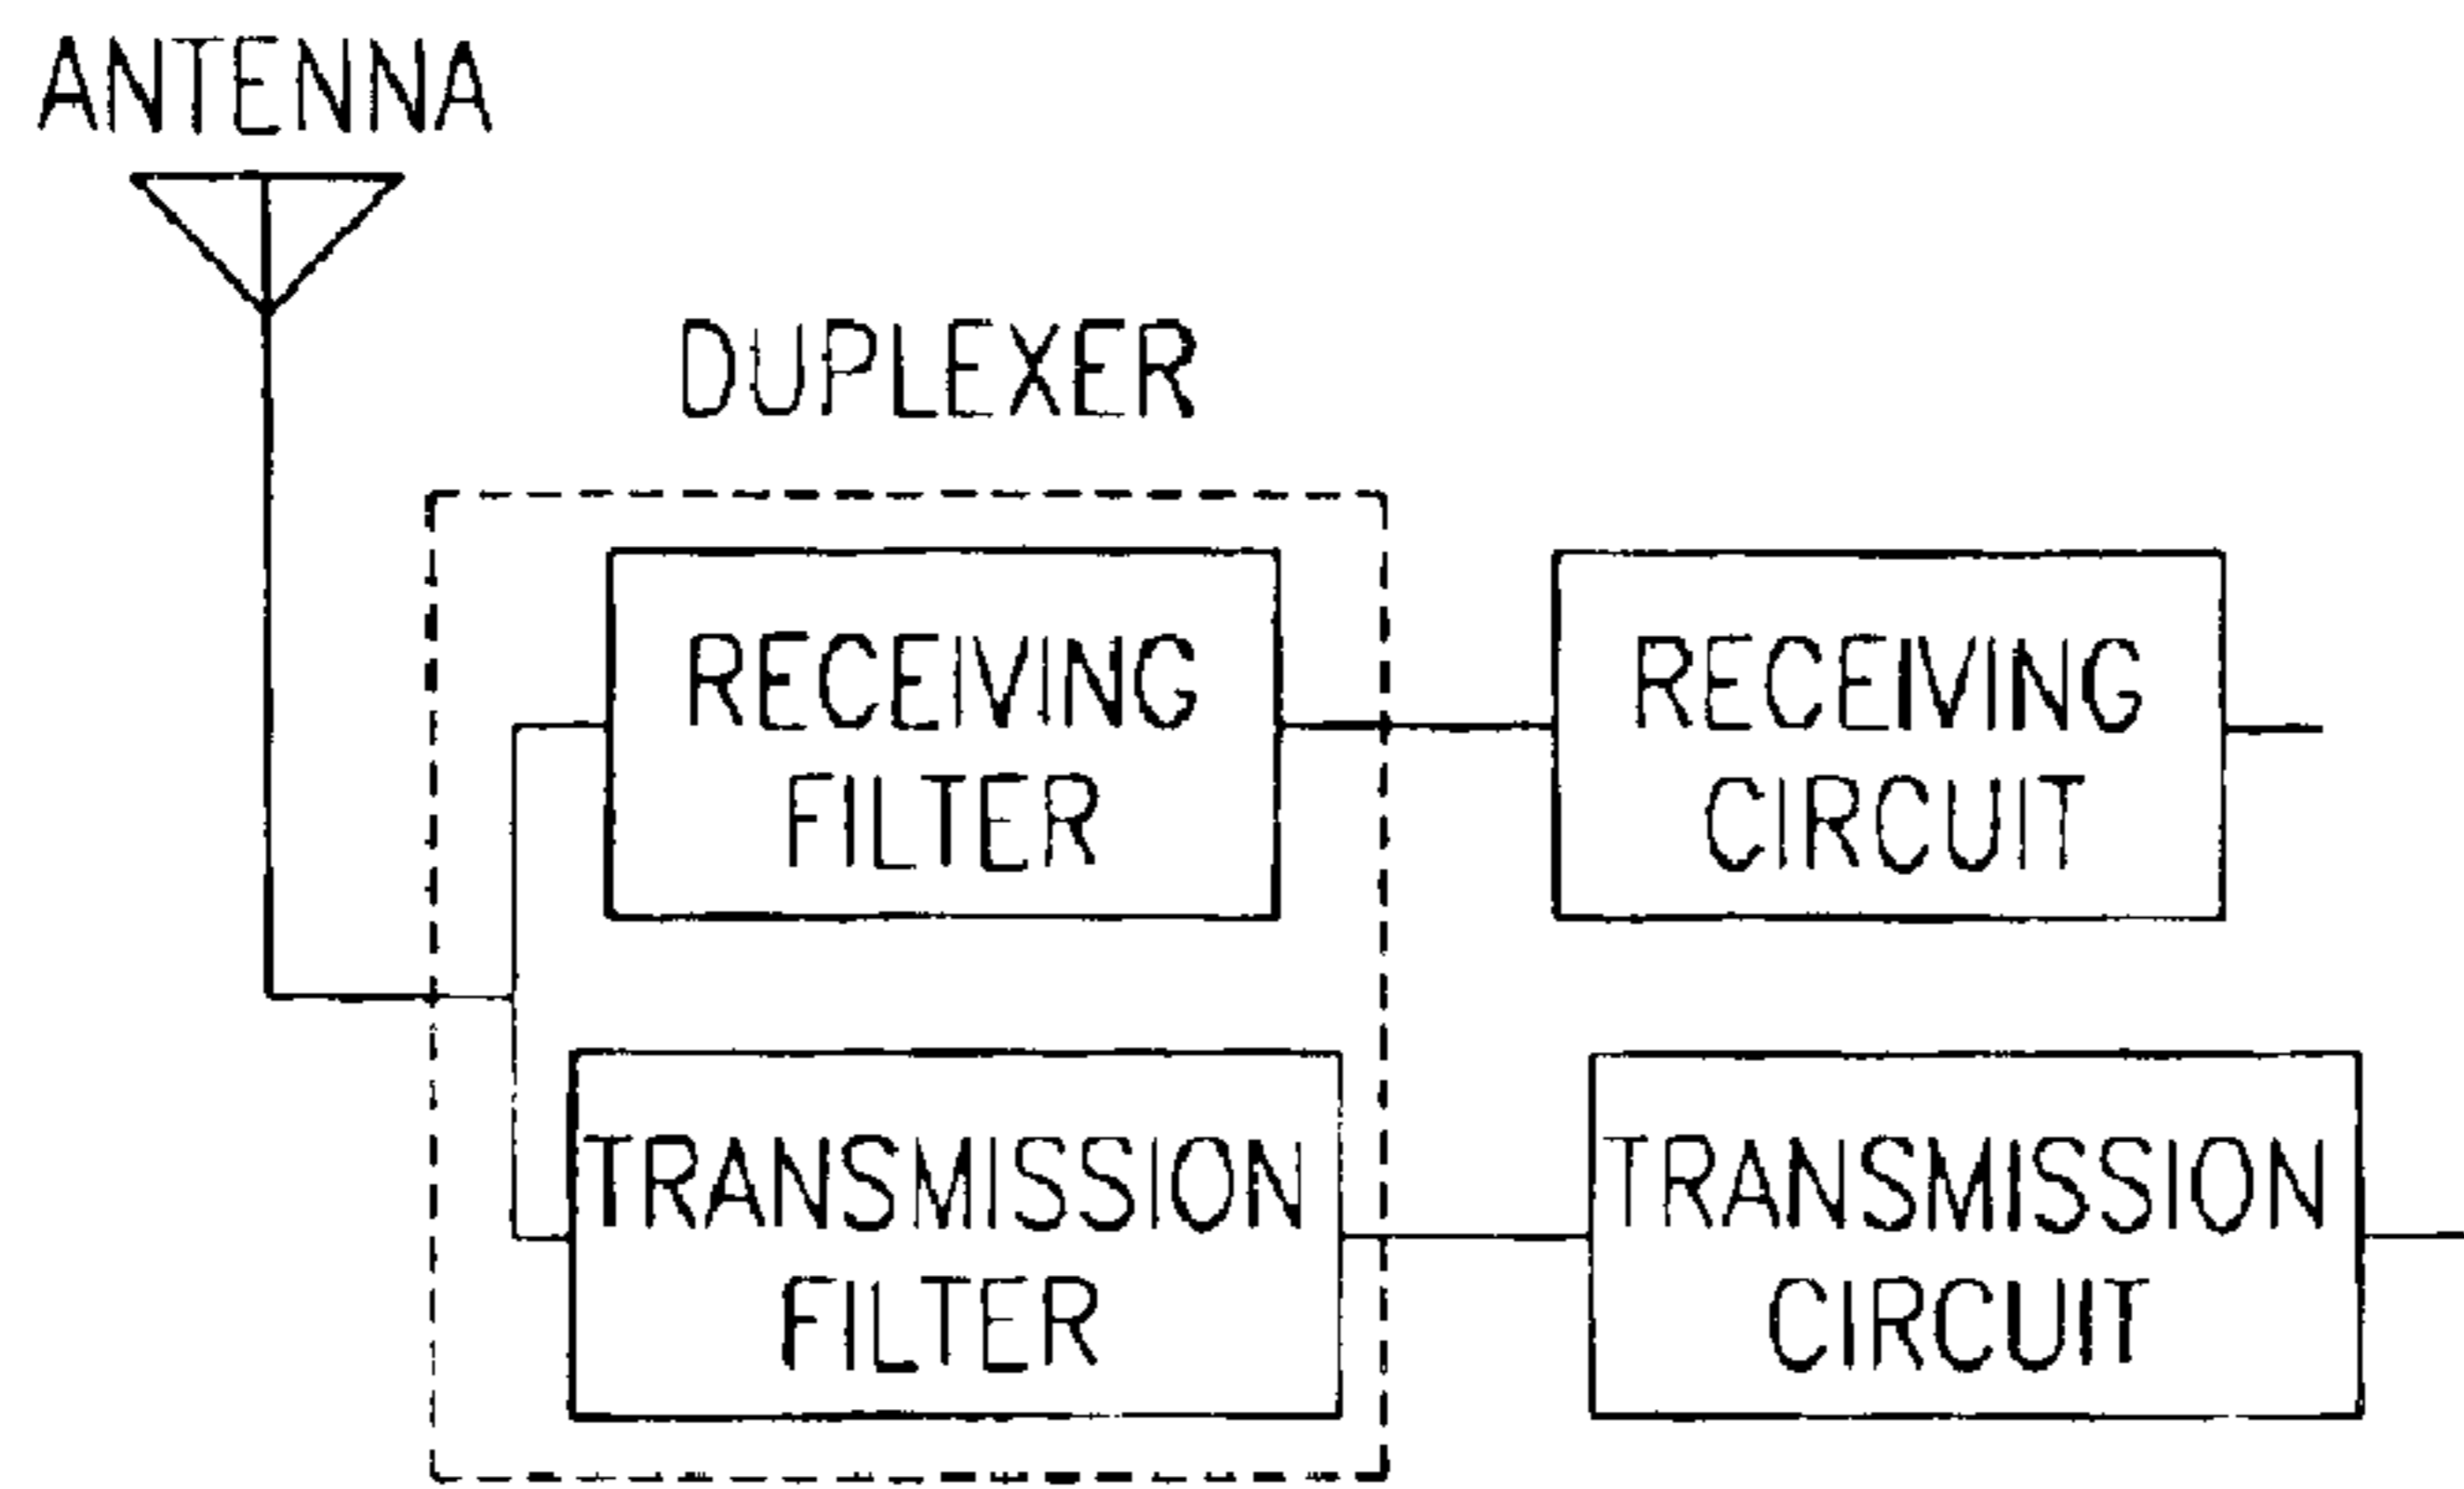 ANTENNA
DUPLEXER
RECEIVING
FILTER
RECEIVING
CIRCUIT
TRANSMISSION
FILTER
TRANSMISSION
CIRCUIT